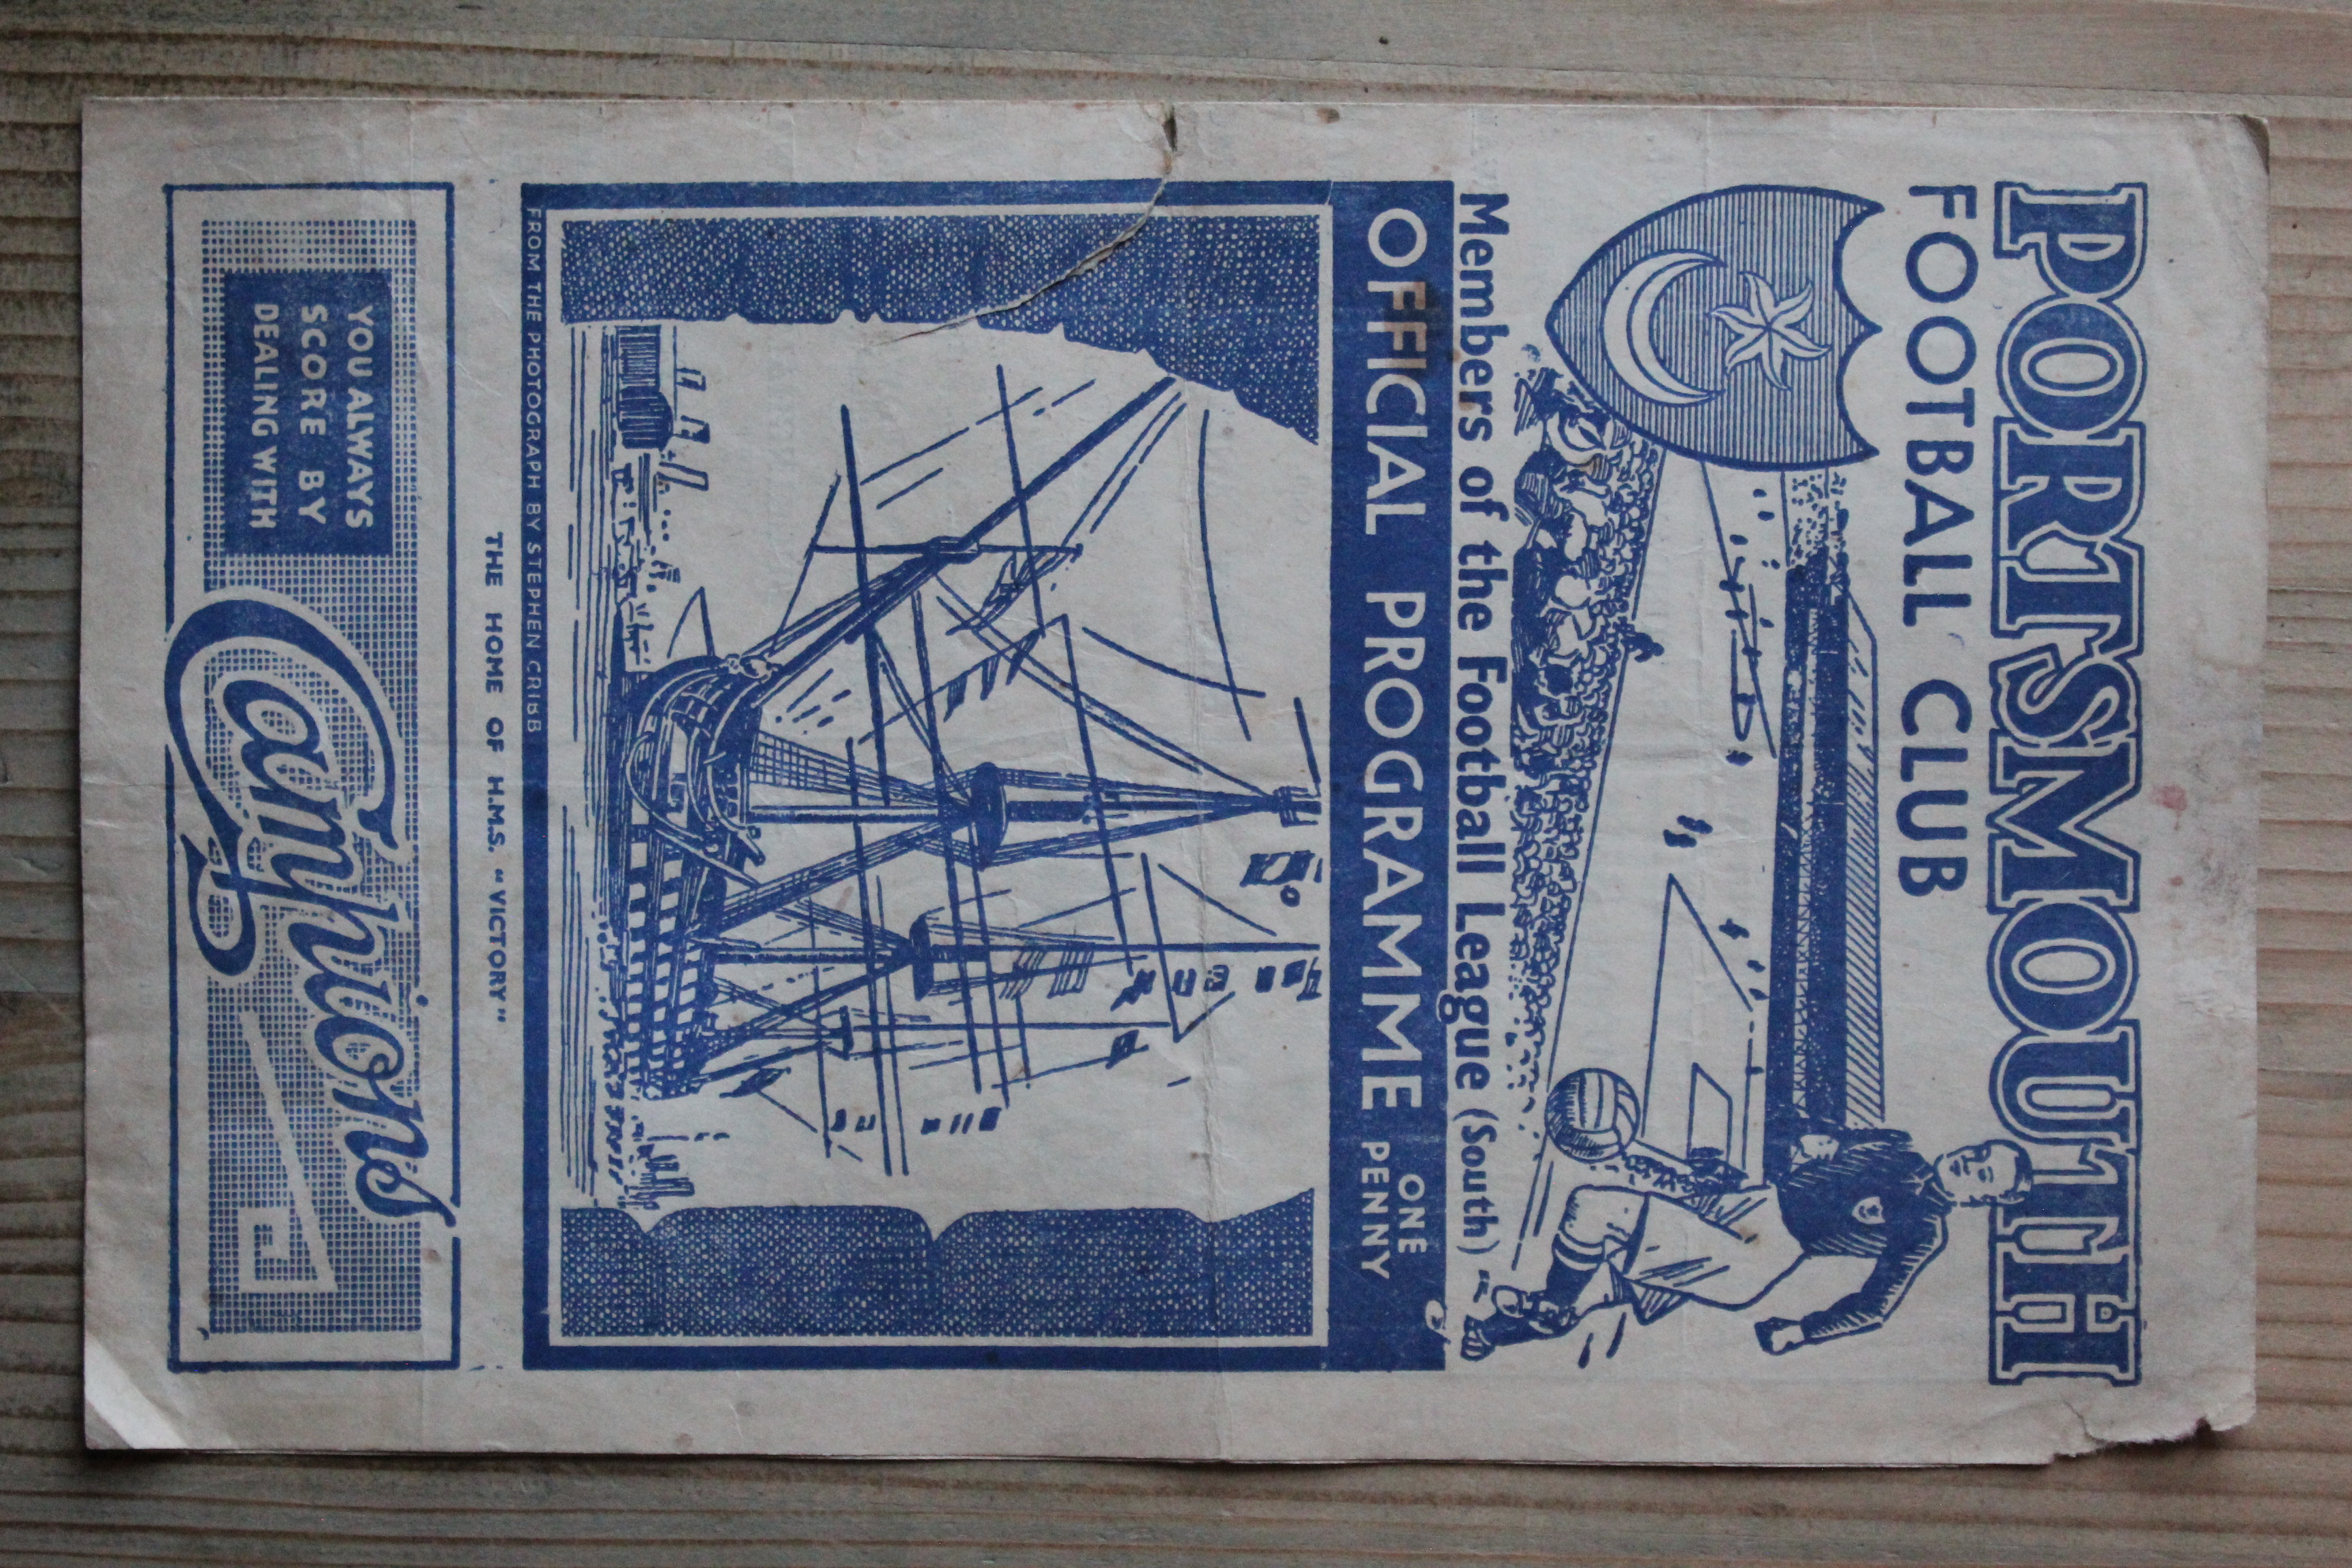 PORTSMOUTH
FOOTBALL CLUB
Members of the Football League (South)
OFFICIAL PROGRAMME ONE
PENNY
FROM THE PHOTOGRAPH BY STEPHEN CRIBB
THE HOME OF H.M.S. "VICTORY"
YOU ALWAYS
SCORE BY
DEALING WITH
Campions